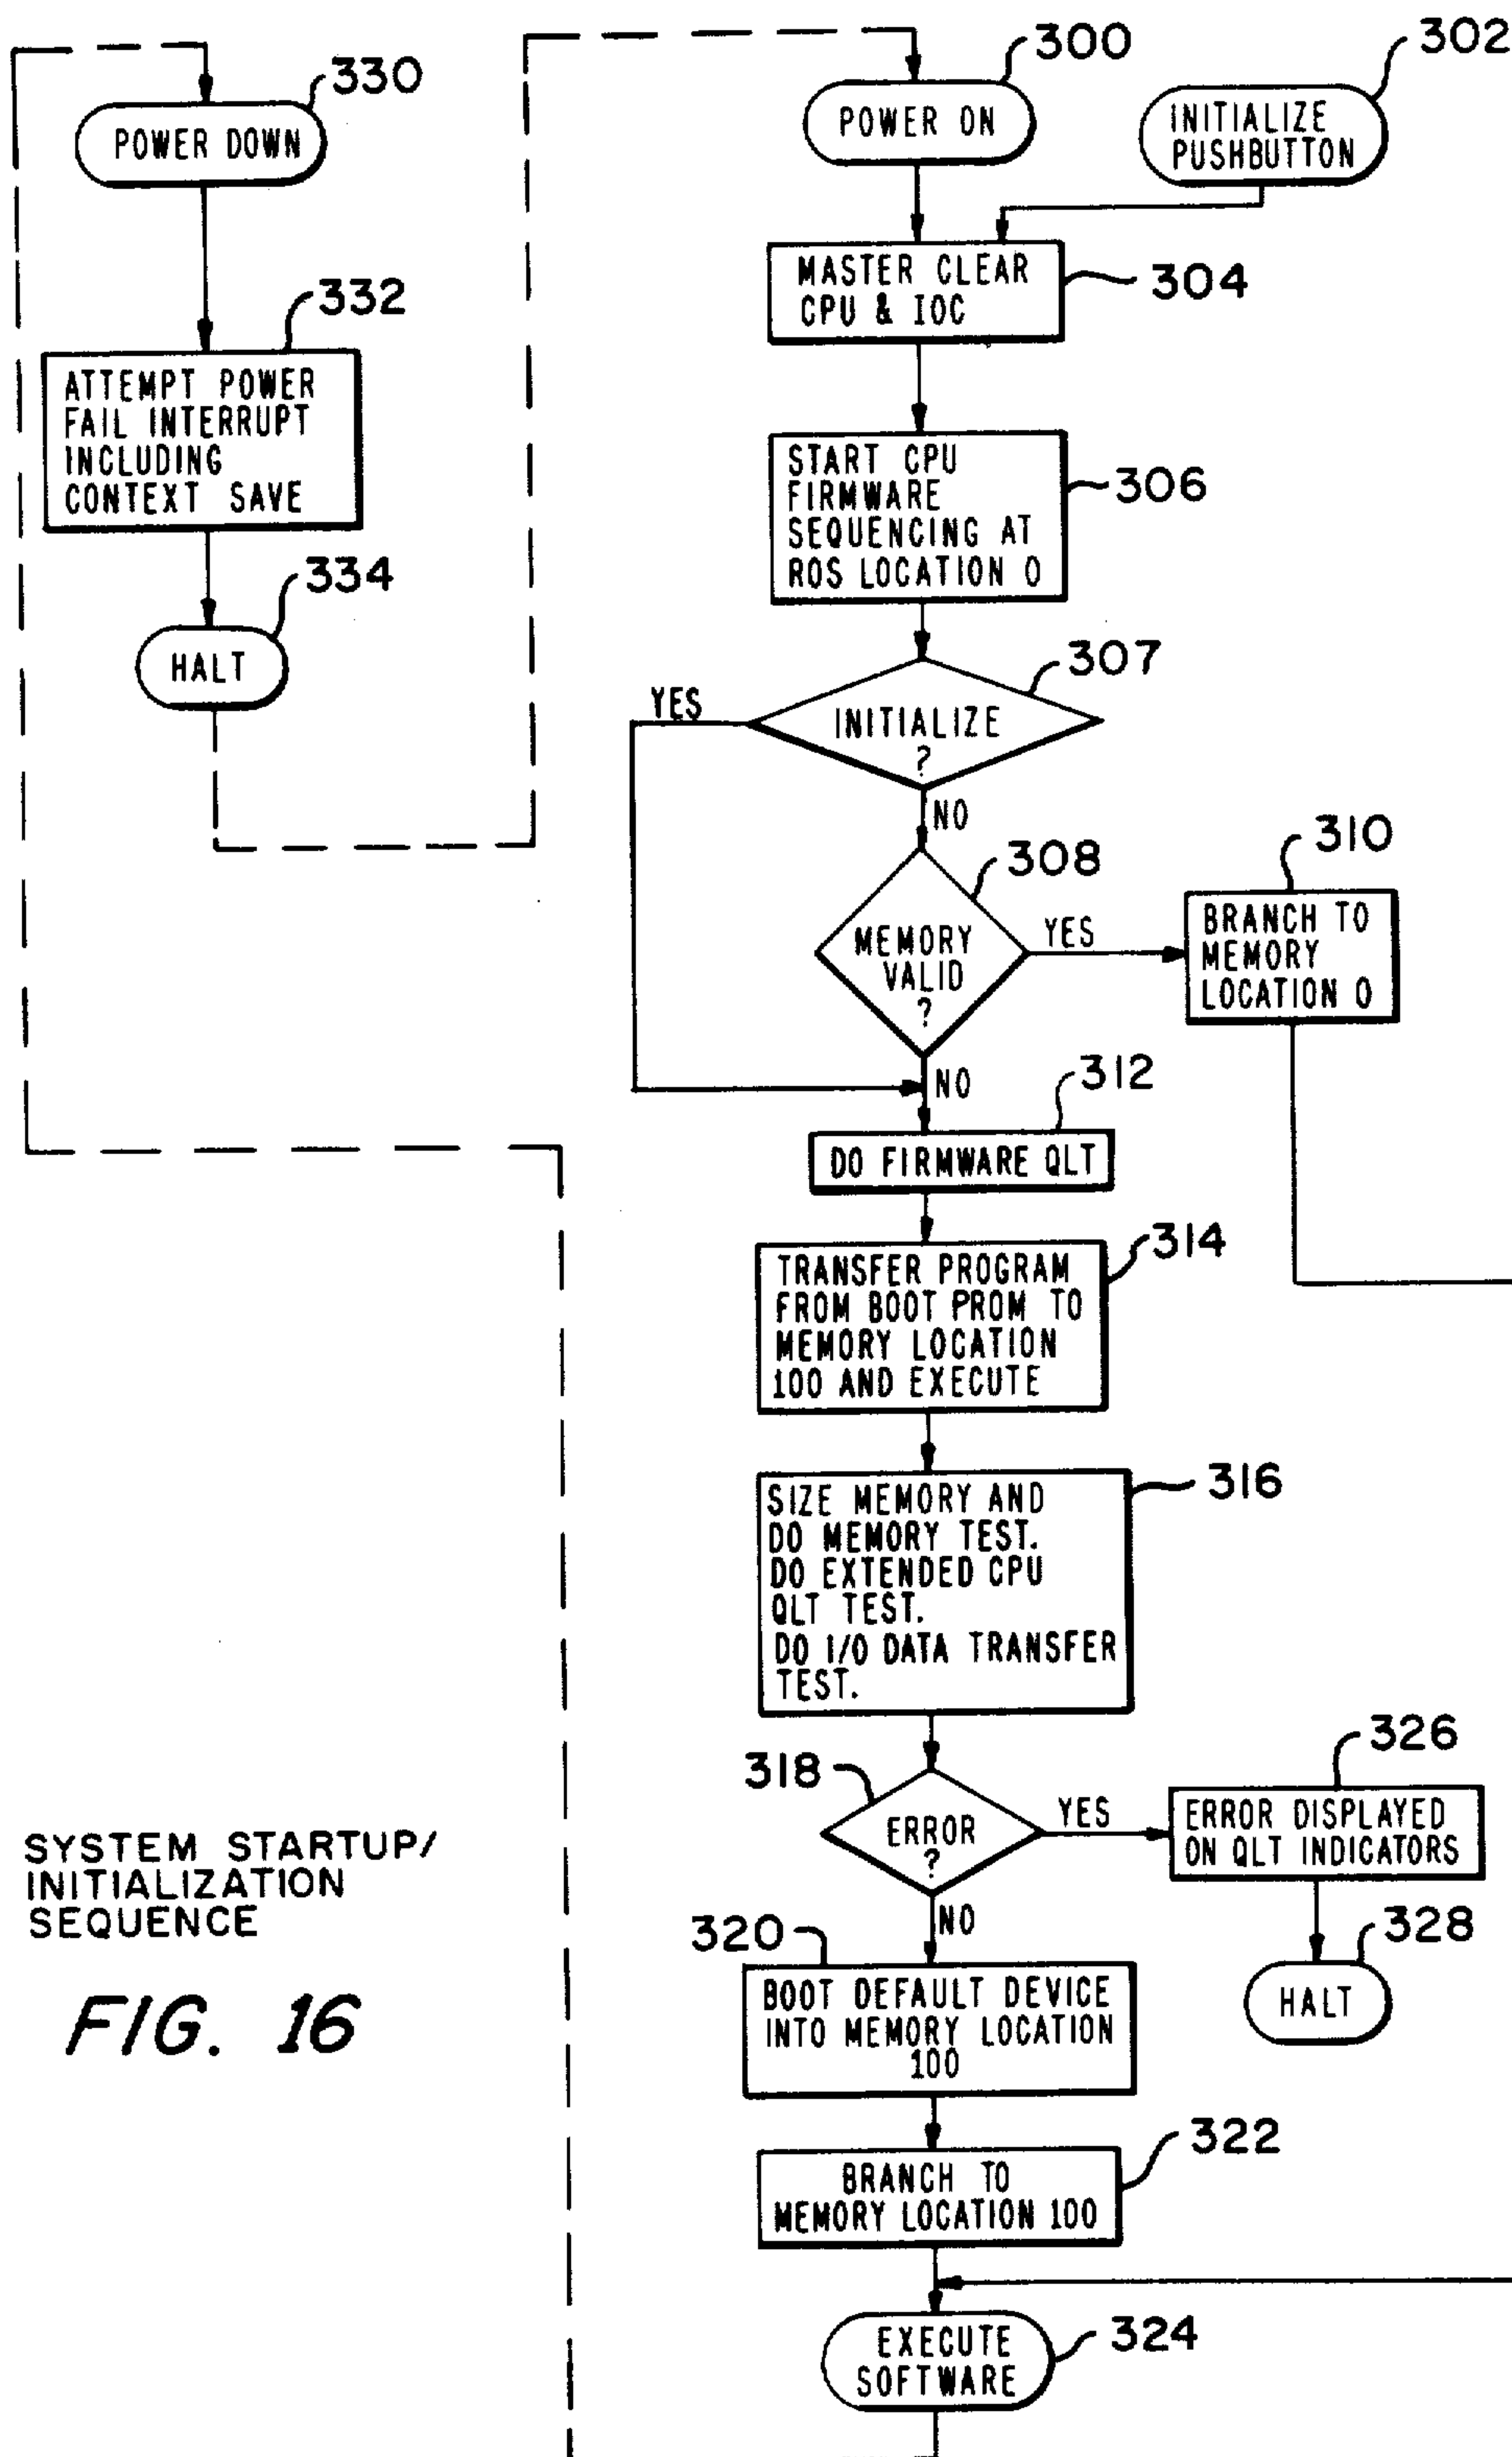 330
POWER DOWN
332
ATTEMPT POWER
FAIL INTERRUPT
INCLUDING
CONTEXT SAVE
334
HALT
300
POWER ON
302
INITIALIZE
PUSHBUTTON
MASTER CLEAR
CPU & IOC
304
START CPU
FIRMWARE
SEQUENCING AT
ROS LOCATION 0
306
307
YES
INITIALIZE
?
NO
308
MEMORY
VALID
?
YES
310
BRANCH TO
MEMORY
LOCATION 0
NO
312
DO FIRMWARE QLT
314
TRANSFER PROGRAM
FROM BOOT PROM TO
MEMORY LOCATION
100 AND EXECUTE
316
SIZE MEMORY AND
DO MEMORY TEST.
DO EXTENDED CPU
QLT TEST.
DO I/O DATA TRANSFER
TEST.
318
ERROR
?
YES
326
ERROR DISPLAYED
ON QLT INDICATORS
328
HALT
NO
320
BOOT DEFAULT DEVICE
INTO MEMORY LOCATION
100
322
BRANCH TO
MEMORY LOCATION 100
324
EXECUTE
SOFTWARE
SYSTEM STARTUP/
INITIALIZATION
SEQUENCE
FIG. 16